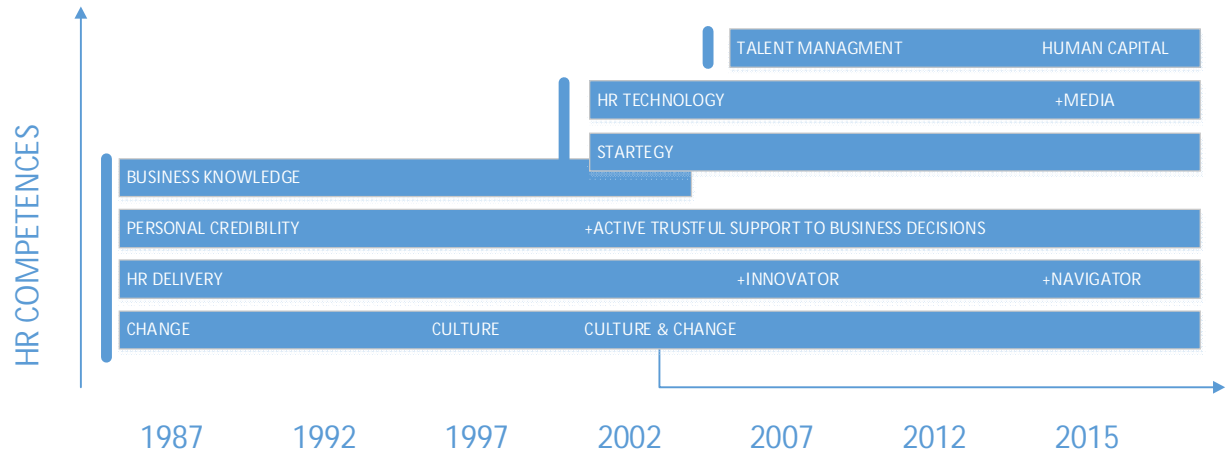 TALENT MANAGMENT HUMAN CAPITAL
HR TECHNOLOGY +MEDIA
STARTEGY
BUSINESS KNOWLEDGE
PERSONAL CREDIBILITY +ACTIVE TRUSTFUL SUPPORT TO BUSINESS DECISIONS
HR DELIVERY +INNOVATOR +NAVIGATOR
CHANGE CULTURE CULTURE & CHANGE
HR COMPETENCES
1987 1992 1997 2002 2007 2012 2015